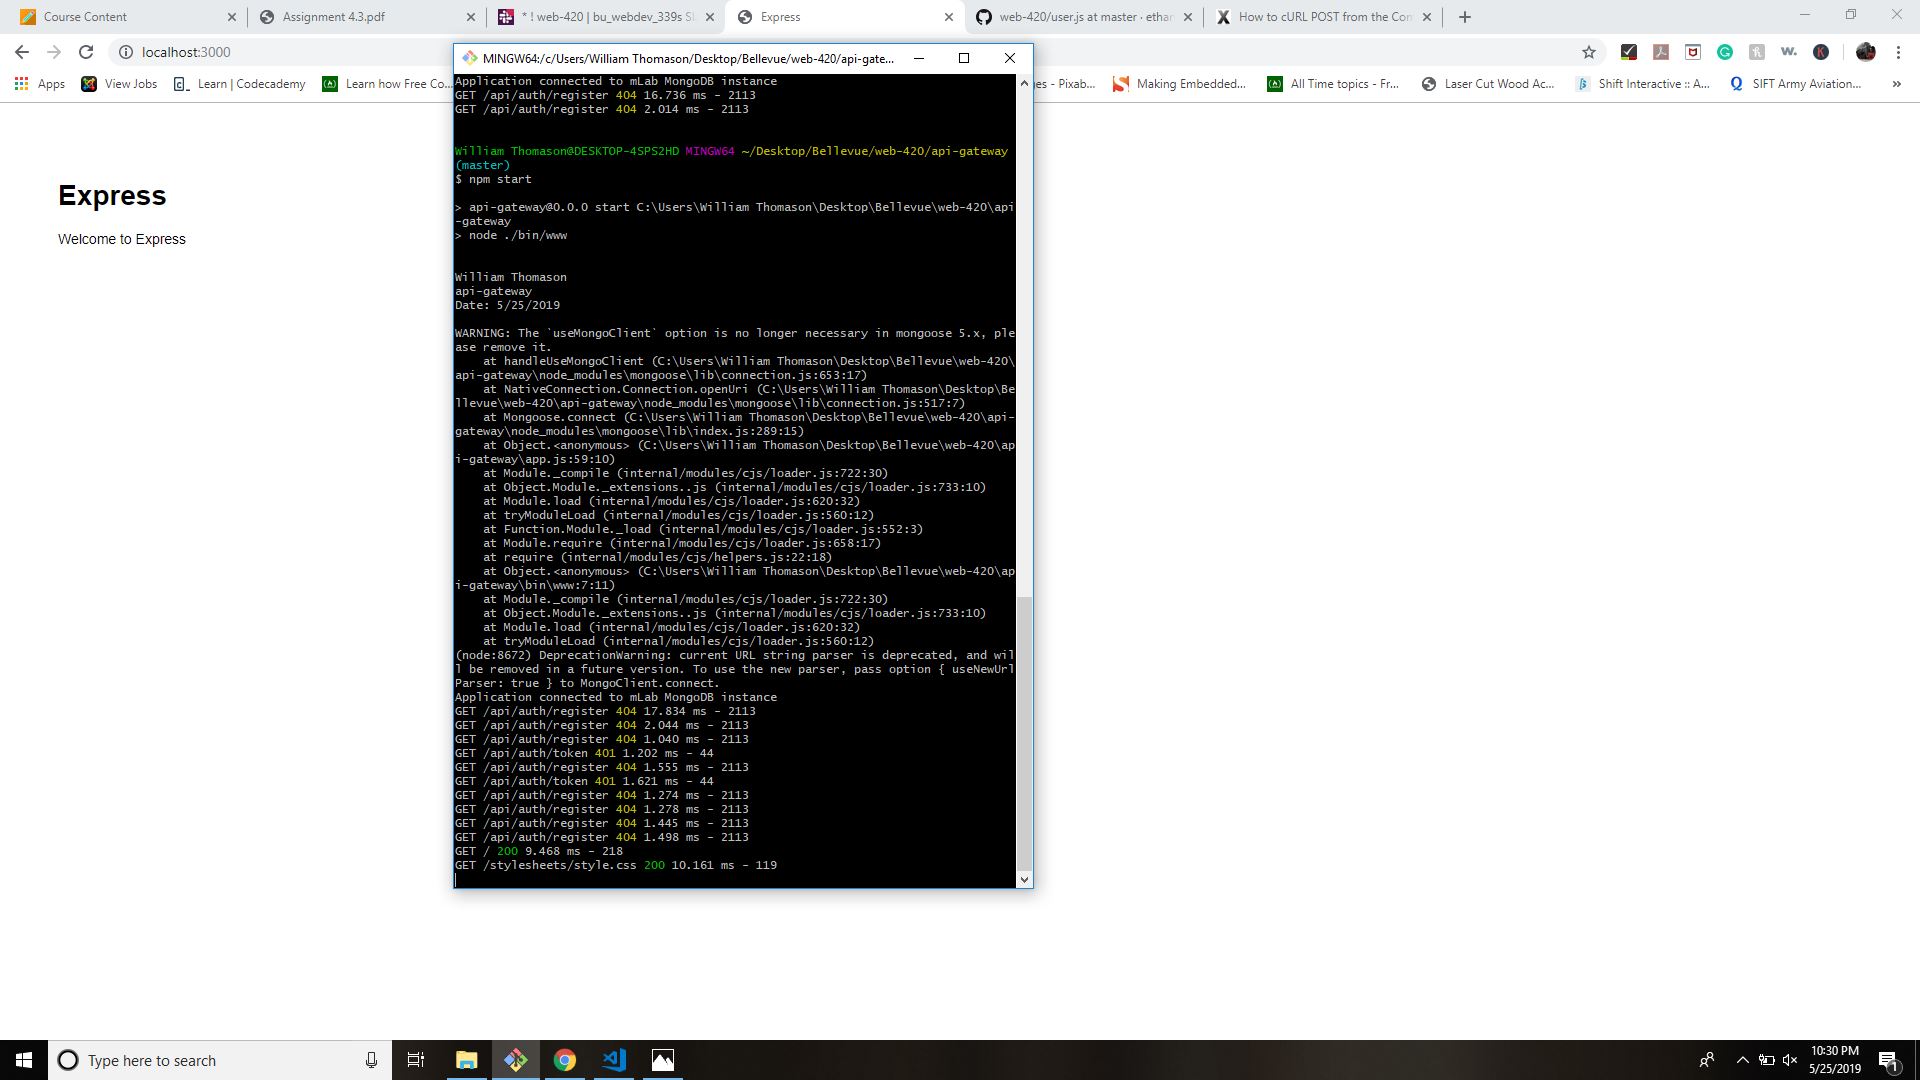 Course Content
Assignment 4.3.pdf
* ! web-420 | bu_webdev_339s Sl
Express
web-420/user.js at master · ethan
How to cURL POST from the Con
localhost:3000
Apps
View Jobs
Learn | Codecademy
Learn how Free Co...
ges - Pixab...
Making Embedded...
All Time topics - Fr...
Laser Cut Wood Ac...
Shift Interactive :: A...
SIFT Army Aviation...
»
Express
Welcome to Express
MINGW64:/c/Users/William Thomason/Desktop/Bellevue/web-420/api-gate...
Application connected to mLab MongoDB instance
GET /api/auth/register 404 16.736 ms - 2113
GET /api/auth/register 404 2.014 ms - 2113
William Thomason@DESKTOP-4SPS2HD MINGW64 ~/Desktop/Bellevue/web-420/api-gateway
(master)
$ npm start
> api-gateway@0.0.0 start C:\Users\William Thomason\Desktop\Bellevue\web-420\api
-gateway
> node ./bin/www
William Thomason
api-gateway
Date: 5/25/2019
WARNING: The `useMongoClient` option is no longer necessary in mongoose 5.x, ple
ase remove it.
at handleUseMongoClient (C:\Users\William Thomason\Desktop\Bellevue\web-420\
api-gateway\node_modules\mongoose\lib\connection.js:653:17)
at NativeConnection.Connection.openUri (C:\Users\William Thomason\Desktop\Be
llevue\web-420\api-gateway\node_modules\mongoose\lib\connection.js:517:7)
at Mongoose.connect (C:\Users\William Thomason\Desktop\Bellevue\web-420\api-
gateway\node_modules\mongoose\lib\index.js:289:15)
at Object.<anonymous> (C:\Users\William Thomason\Desktop\Bellevue\web-420\ap
i-gateway\app.js:59:10)
at Module._compile (internal/modules/cjs/loader.js:722:30)
at Object.Module._extensions..js (internal/modules/cjs/loader.js:733:10)
at Module.load (internal/modules/cjs/loader.js:620:32)
at tryModuleLoad (internal/modules/cjs/loader.js:560:12)
at Function.Module._load (internal/modules/cjs/loader.js:552:3)
at Module.require (internal/modules/cjs/loader.js:658:17)
at require (internal/modules/cjs/helpers.js:22:18)
at Object.<anonymous> (C:\Users\William Thomason\Desktop\Bellevue\web-420\ap
i-gateway\bin\www:7:11)
at Module._compile (internal/modules/cjs/loader.js:722:30)
at Object.Module._extensions..js (internal/modules/cjs/loader.js:733:10)
at Module.load (internal/modules/cjs/loader.js:620:32)
at tryModuleLoad (internal/modules/cjs/loader.js:560:12)
(node:8672) DeprecationWarning: current URL string parser is deprecated, and wil
l be removed in a future version. To use the new parser, pass option { useNewUrl
Parser: true } to MongoClient.connect.
Application connected to mLab MongoDB instance
GET /api/auth/register 404 17.834 ms - 2113
GET /api/auth/register 404 2.044 ms - 2113
GET /api/auth/register 404 1.040 ms - 2113
GET /api/auth/token 401 1.202 ms - 44
GET /api/auth/register 404 1.555 ms - 2113
GET /api/auth/token 401 1.621 ms - 44
GET /api/auth/register 404 1.274 ms - 2113
GET /api/auth/register 404 1.278 ms - 2113
GET /api/auth/register 404 1.445 ms - 2113
GET /api/auth/register 404 1.498 ms - 2113
GET / 200 9.468 ms - 218
GET /stylesheets/style.css 200 10.161 ms - 119
Type here to search
10:30 PM
5/25/2019
1